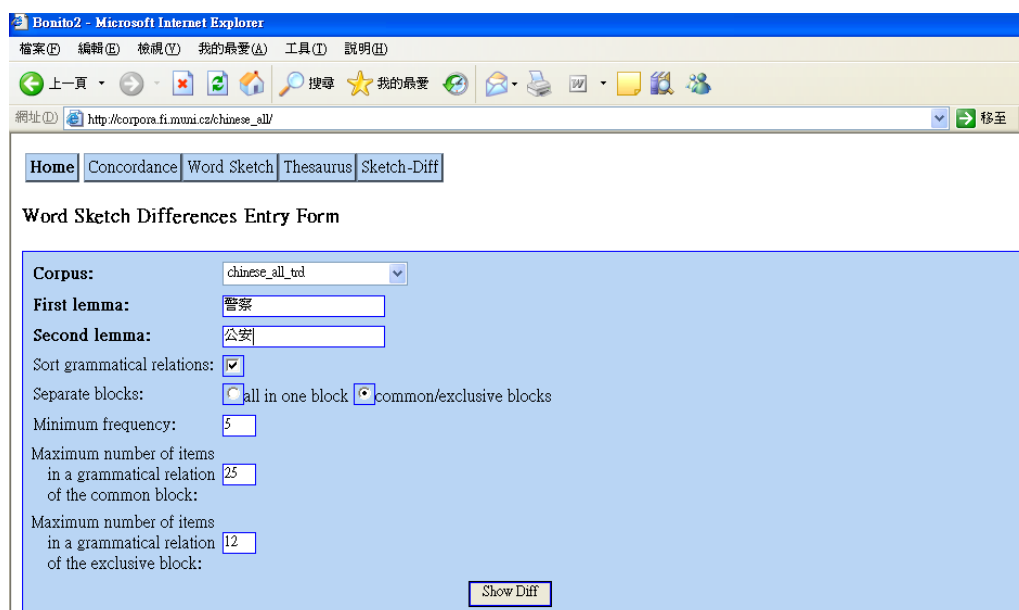 Bonito2 - Microsoft Internet Explorer
檔案(F) 編輯(E) 檢視(V) 我的最愛(A) 工具(T) 說明(H)
上一頁 搜尋 我的最愛
網址(D) http://corpora.fi.muni.cz/chinese_all/ 移至
Home Concordance Word Sketch Thesaurus Sketch-Diff
Word Sketch Differences Entry Form
Corpus: chinese_all_trd
First lemma: 警察
Second lemma: 公安
Sort grammatical relations:
Separate blocks: all in one block common/exclusive blocks
Minimum frequency: 5
Maximum number of items
in a grammatical relation 25
of the common block:
Maximum number of items
in a grammatical relation 12
of the exclusive block:
Show Diff